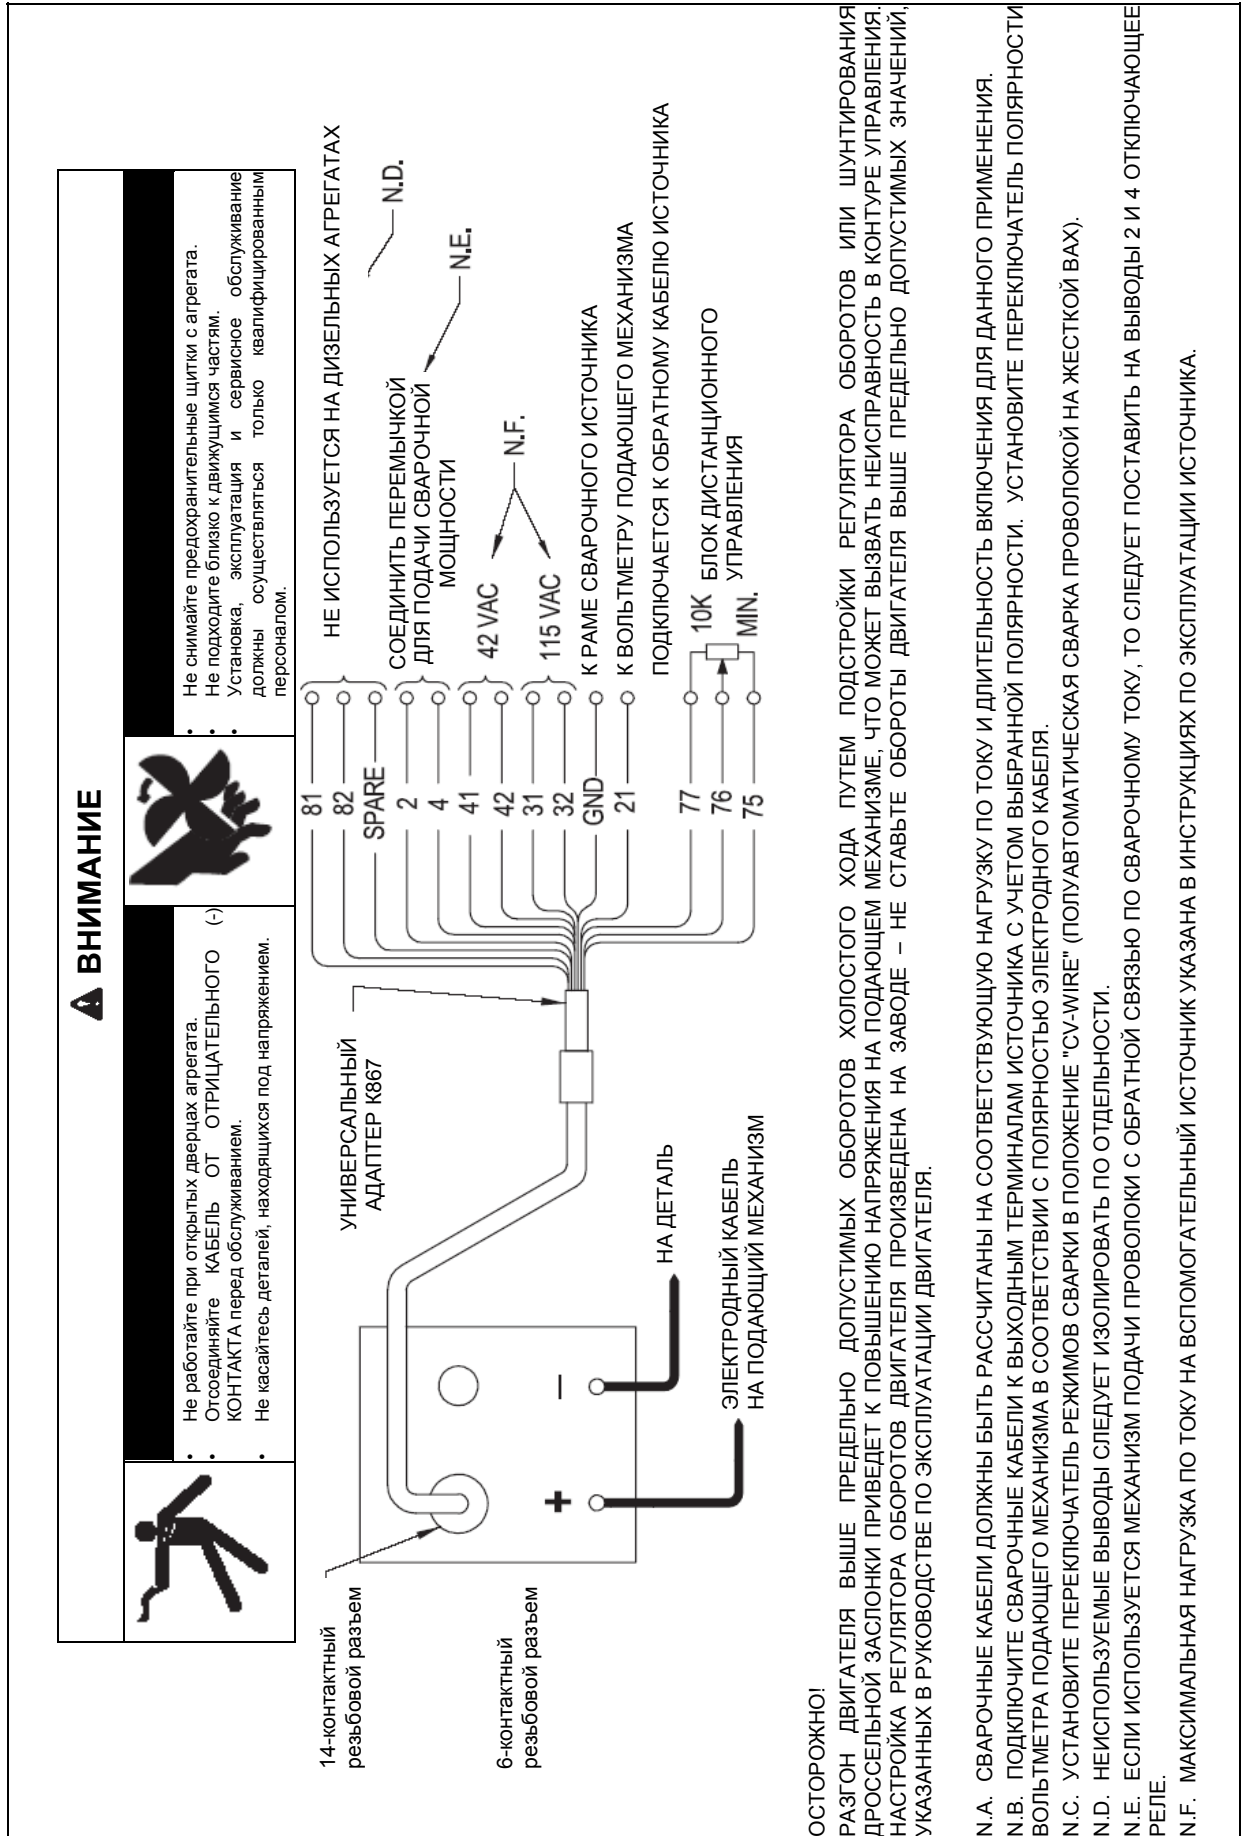 ВНИМАНИЕ
• Не работайте при открытых дверцах агрегата.
• Отсоединяйте КАБЕЛЬ ОТ ОТРИЦАТЕЛЬНОГО (-)
КОНТАКТА перед обслуживанием.
• Не касайтесь деталей, находящихся под напряжением.
• Не снимайте предохранительные щитки с агрегата.
• Не подходите близко к движущимся частям.
• Установка, эксплуатация и сервисное обслуживание
должны осуществляться только квалифицированным
персоналом.
14-контактный
резьбовой разъем
6-контактный
резьбовой разъем
УНИВЕРСАЛЬНЫЙ
АДАПТЕР K867
+
–
НА ДЕТАЛЬ
ЭЛЕКТРОДНЫЙ КАБЕЛЬ
НА ПОДАЮЩИЙ МЕХАНИЗМ
81
82
SPARE
2
4
41
42
31
32
GND
21
77
76
75
НЕ ИСПОЛЬЗУЕТСЯ НА ДИЗЕЛЬНЫХ АГРЕГАТАХ
N.D.
СОЕДИНИТЬ ПЕРЕМЫЧКОЙ
ДЛЯ ПОДАЧИ СВАРОЧНОЙ
МОЩНОСТИ
N.E.
42 VAC
115 VAC
N.F.
К РАМЕ СВАРОЧНОГО ИСТОЧНИКА
К ВОЛЬТМЕТРУ ПОДАЮЩЕГО МЕХАНИЗМА
ПОДКЛЮЧАЕТСЯ К ОБРАТНОМУ КАБЕЛЮ ИСТОЧНИКА
10K
MIN.
БЛОК ДИСТАНЦИОННОГО
УПРАВЛЕНИЯ
ОСТОРОЖНО!
РАЗГОН ДВИГАТЕЛЯ ВЫШЕ ПРЕДЕЛЬНО ДОПУСТИМЫХ ОБОРОТОВ ХОЛОСТОГО ХОДА ПУТЕМ ПОДСТРОЙКИ РЕГУЛЯТОРА ОБОРОТОВ ИЛИ ШУНТИРОВАНИЯ
ДРОССЕЛЬНОЙ ЗАСЛОНКИ ПРИВЕДЕТ К ПОВЫШЕНИЮ НАПРЯЖЕНИЯ НА ПОДАЮЩЕМ МЕХАНИЗМЕ, ЧТО МОЖЕТ ВЫЗВАТЬ НЕИСПРАВНОСТЬ В КОНТУРЕ УПРАВЛЕНИЯ.
НАСТРОЙКА РЕГУЛЯТОРА ОБОРОТОВ ДВИГАТЕЛЯ ПРОИЗВЕДЕНА НА ЗАВОДЕ – НЕ СТАВЬТЕ ОБОРОТЫ ДВИГАТЕЛЯ ВЫШЕ ПРЕДЕЛЬНО ДОПУСТИМЫХ ЗНАЧЕНИЙ,
УКАЗАННЫХ В РУКОВОДСТВЕ ПО ЭКСПЛУАТАЦИИ ДВИГАТЕЛЯ.
N.A. СВАРОЧНЫЕ КАБЕЛИ ДОЛЖНЫ БЫТЬ РАССЧИТАНЫ НА СООТВЕТСТВУЮЩУЮ НАГРУЗКУ ПО ТОКУ И ДЛИТЕЛЬНОСТЬ ВКЛЮЧЕНИЯ ДЛЯ ДАННОГО ПРИМЕНЕНИЯ.
N.B. ПОДКЛЮЧИТЕ СВАРОЧНЫЕ КАБЕЛИ К ВЫХОДНЫМ ТЕРМИНАЛАМ ИСТОЧНИКА С УЧЕТОМ ВЫБРАННОЙ ПОЛЯРНОСТИ. УСТАНОВИТЕ ПЕРЕКЛЮЧАТЕЛЬ ПОЛЯРНОСТИ
ВОЛЬТМЕТРА ПОДАЮЩЕГО МЕХАНИЗМА В СООТВЕТСТВИИ С ПОЛЯРНОСТЬЮ ЭЛЕКТРОДНОГО КАБЕЛЯ.
N.C. УСТАНОВИТЕ ПЕРЕКЛЮЧАТЕЛЬ РЕЖИМОВ СВАРКИ В ПОЛОЖЕНИЕ "CV-WIRE" (ПОЛУАВТОМАТИЧЕСКАЯ СВАРКА ПРОВОЛОКОЙ НА ЖЕСТКОЙ ВАХ).
N.D. НЕИСПОЛЬЗУЕМЫЕ ВЫВОДЫ СЛЕДУЕТ ИЗОЛИРОВАТЬ ПО ОТДЕЛЬНОСТИ.
N.E. ЕСЛИ ИСПОЛЬЗУЕТСЯ МЕХАНИЗМ ПОДАЧИ ПРОВОЛОКИ С ОБРАТНОЙ СВЯЗЬЮ ПО СВАРОЧНОМУ ТОКУ, ТО СЛЕДУЕТ ПОСТАВИТЬ НА ВЫВОДЫ 2 И 4 ОТКЛЮЧАЮЩЕЕ
РЕЛЕ.
N.F. МАКСИМАЛЬНАЯ НАГРУЗКА ПО ТОКУ НА ВСПОМОГАТЕЛЬНЫЙ ИСТОЧНИК УКАЗАНА В ИНСТРУКЦИЯХ ПО ЭКСПЛУАТАЦИИ ИСТОЧНИКА.